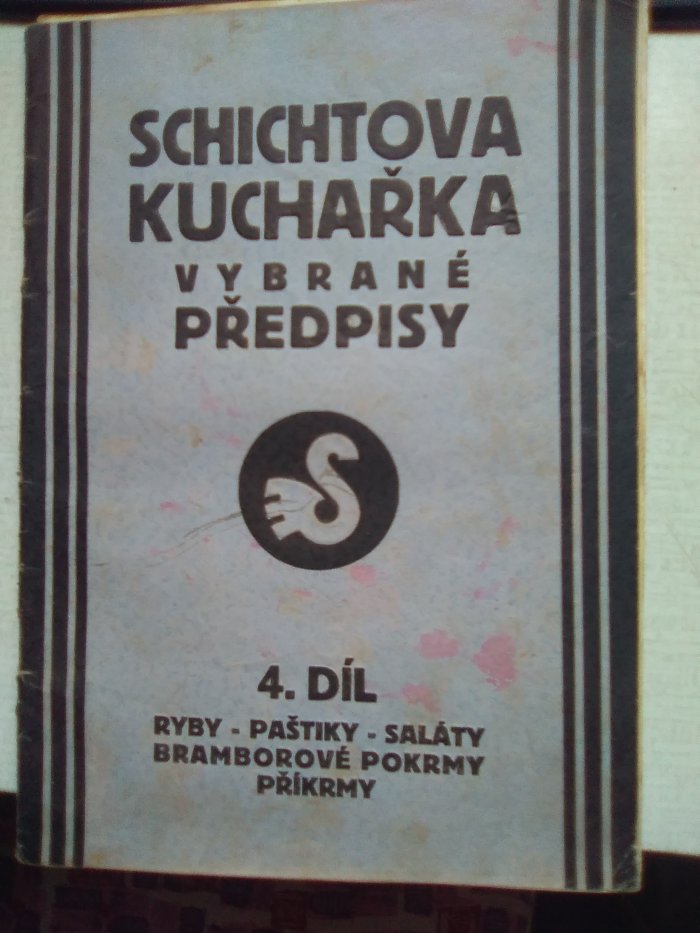 SCHICHTOVA
KUCHAŘKA
VYBRANÉ
PŘEDPISY
4. DÍL
RYBY - PAŠTIKY - SALÁTY
BRAMBOROVÉ POKRMY
PŘÍKRMY